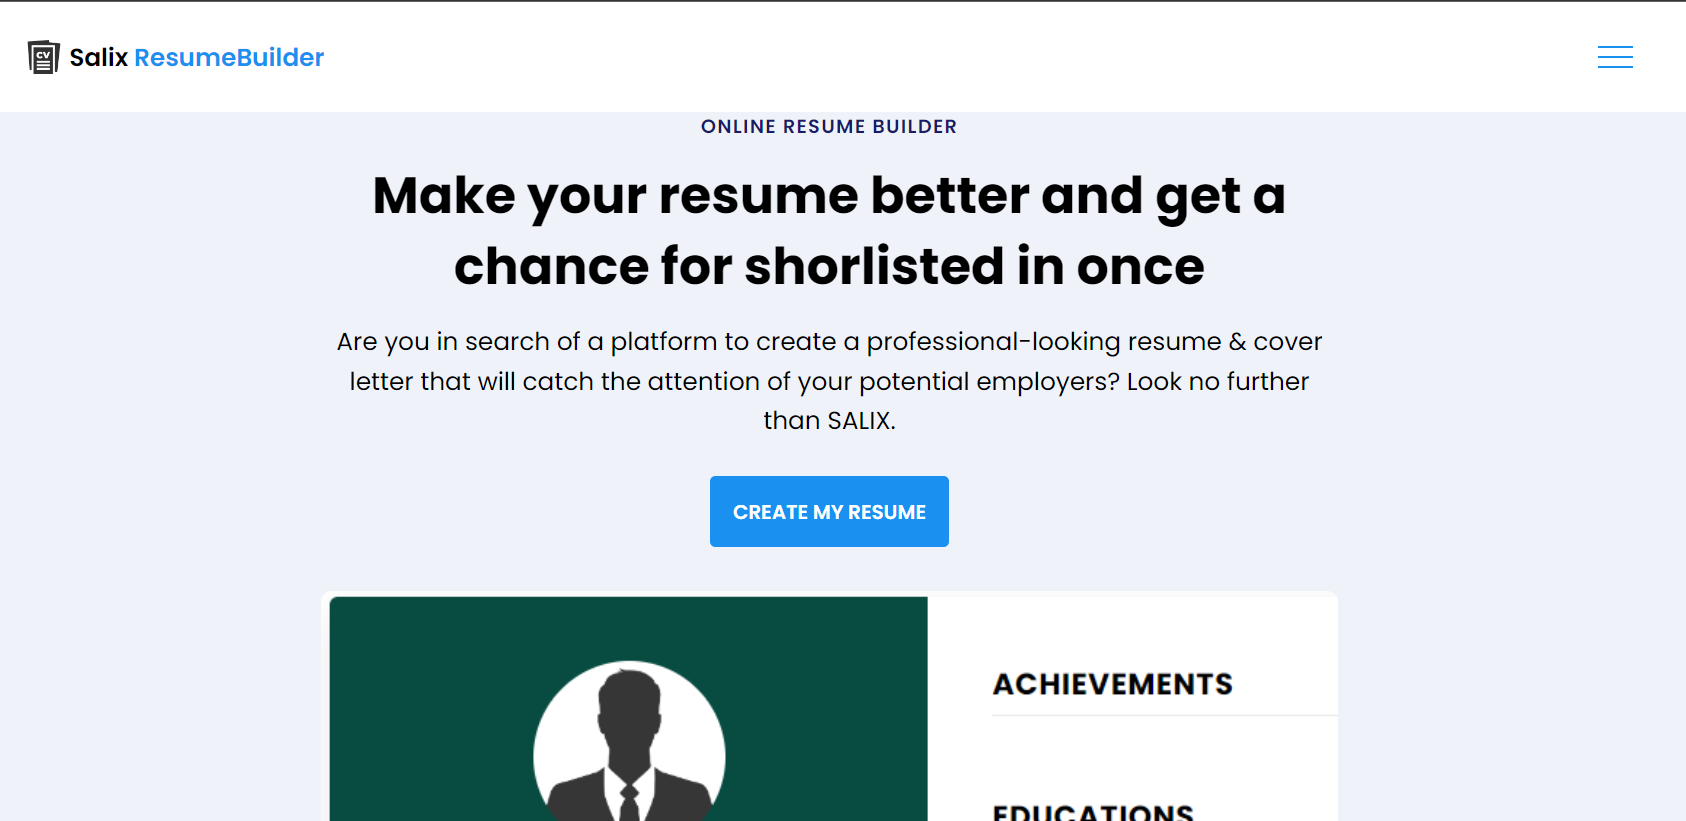 CV
Salix ResumeBuilder
ONLINE RESUME BUILDER
Make your resume better and get a
chance for shorlisted in once
Are you in search of a platform to create a professional-looking resume & cover
letter that will catch the attention of your potential employers? Look no further
than SALIX.
CREATE MY RESUME
ACHIEVEMENTS
EDUCATIONS